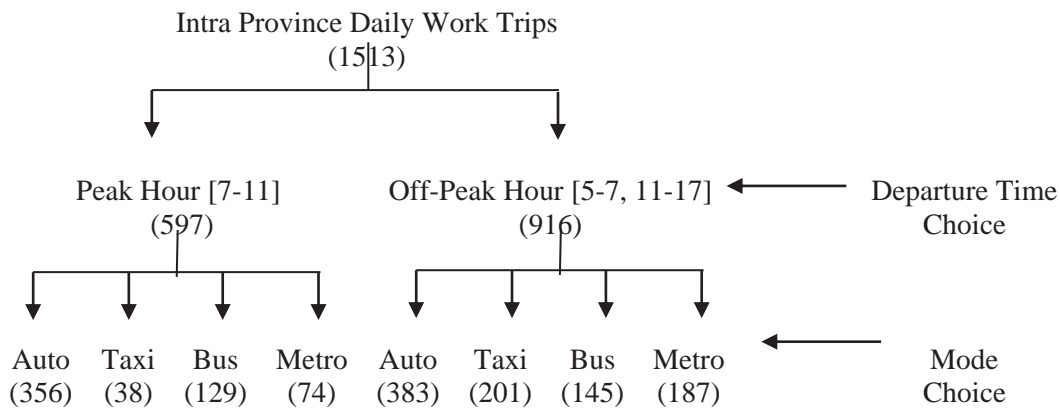 Intra Province Daily Work Trips
(1513)
Peak Hour [7-11]
(597)
Off-Peak Hour [5-7, 11-17]
(916)
Departure Time
Choice
Auto Taxi Bus Metro Auto Taxi Bus Metro
(356) (38) (129) (74) (383) (201) (145) (187)
Mode
Choice